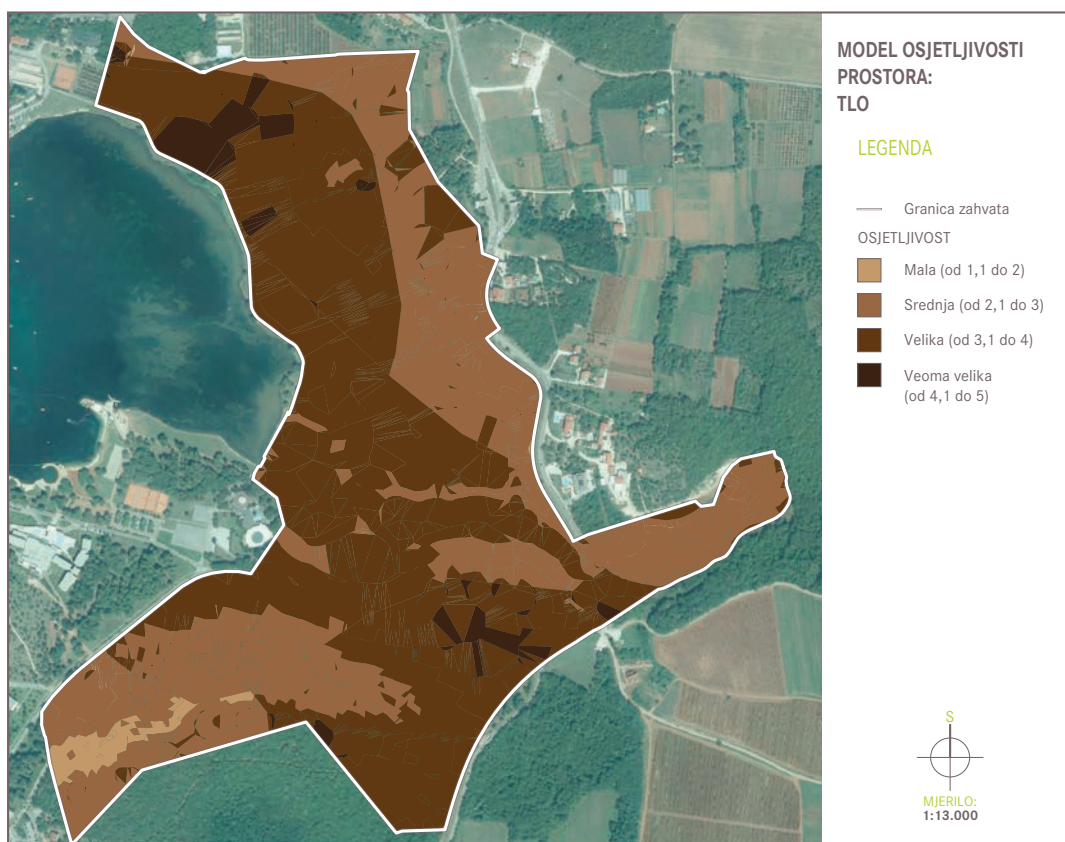 MODEL OSJETLJIVOSTI
PROSTORA:
TLO
LEGENDA
Granica zahvata
OSJETLJIVOST
Mala (od 1,1 do 2)
Srednja (od 2,1 do 3)
Velika (od 3,1 do 4)
Veoma velika
(od 4,1 do 5)
S
MJERILO:
1:13.000